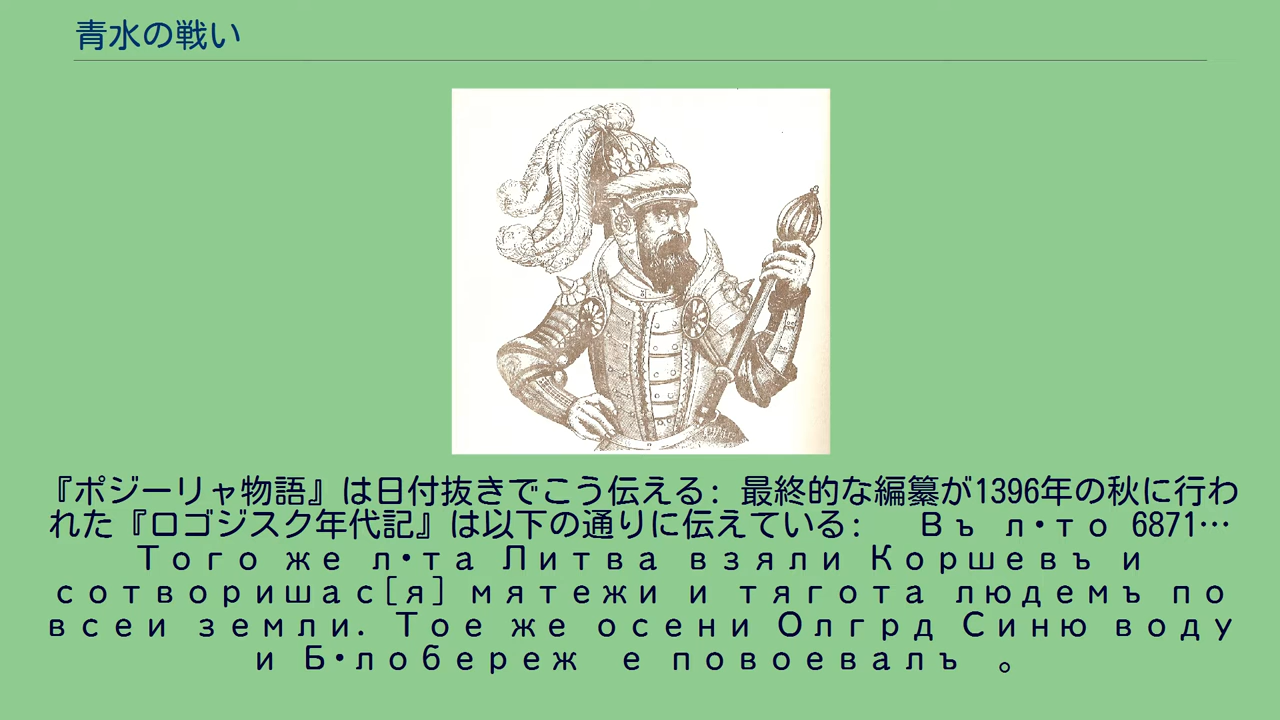 青水の戦い
『ポジーリャ物語』は日付抜きでこう伝える: 最終的な編纂が1396年の秋に行わ
れた『ロゴジスク年代記』は以下の通りに伝えている: Въ л•то 6871…
Того же л•та Литва взяли Коршевъ и
сотворишас[я] мятежи и тягота людемъ по
всеи земли. Тое же осени Олгрд Синю воду
и Б•лобереж е повоевалъ 。